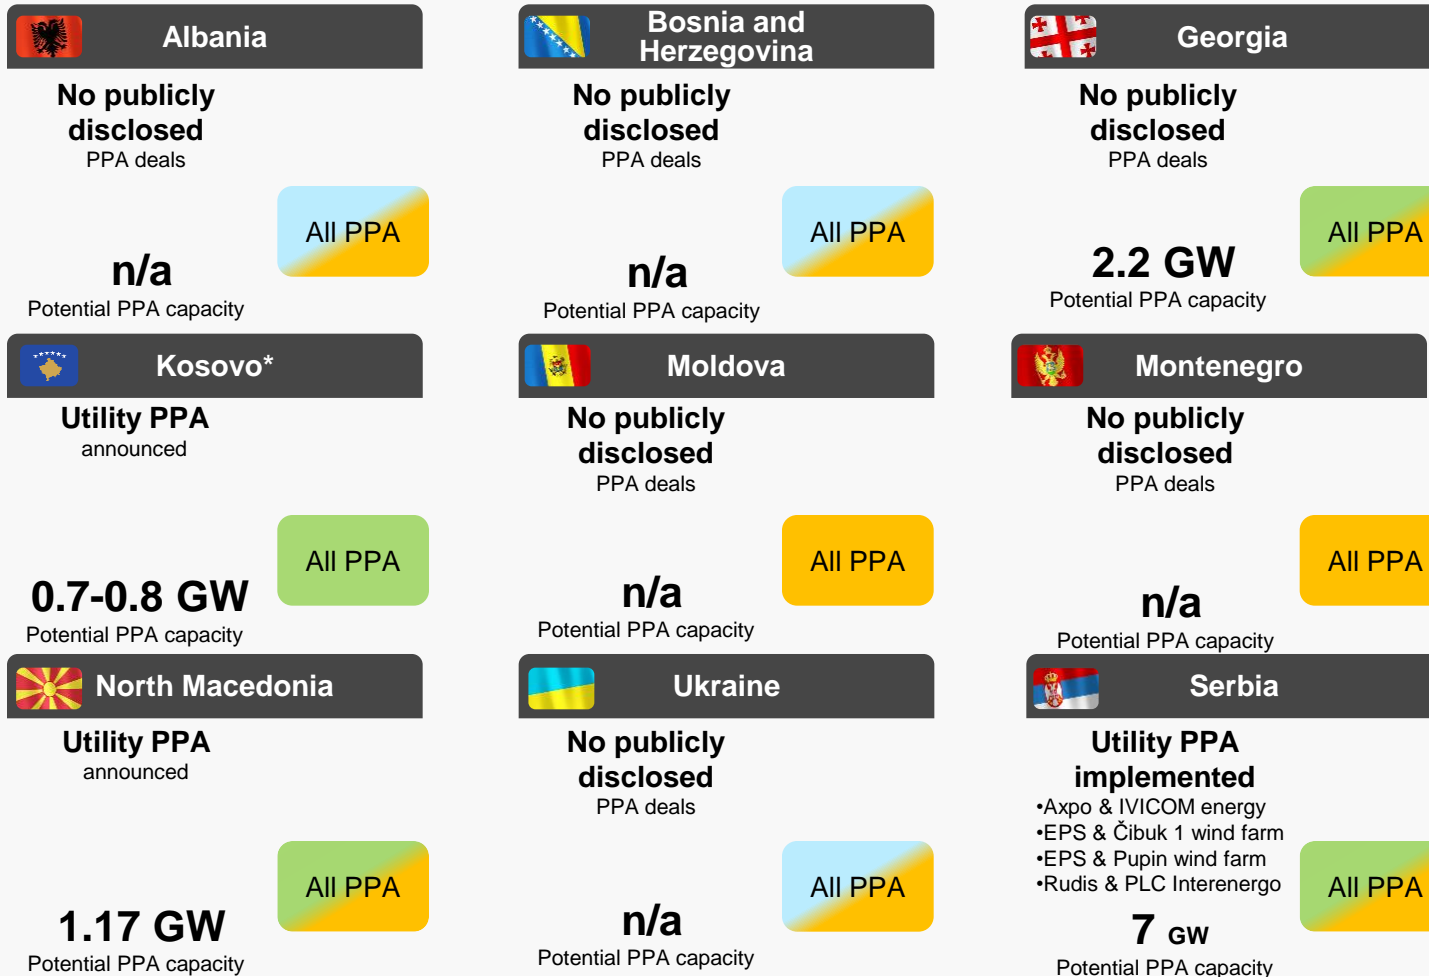 Albania
No publicly
disclosed
PPA deals
All PPA
n/a
Potential PPA capacity
Bosnia and
Herzegovina
No publicly
disclosed
PPA deals
All PPA
n/a
Potential PPA capacity
Georgia
No publicly
disclosed
PPA deals
All PPA
2.2 GW
Potential PPA capacity
Kosovo*
Utility PPA
announced
All PPA
0.7-0.8 GW
Potential PPA capacity
Moldova
No publicly
disclosed
PPA deals
All PPA
n/a
Potential PPA capacity
Montenegro
No publicly
disclosed
PPA deals
All PPA
n/a
Potential PPA capacity
North Macedonia
Utility PPA
announced
All PPA
1.17 GW
Potential PPA capacity
Ukraine
No publicly
disclosed
PPA deals
All PPA
n/a
Potential PPA capacity
Serbia
Utility PPA
implemented
•Axpo & IVICOM energy
•EPS & Čibuk 1 wind farm
•EPS & Pupin wind farm
•Rudis & PLC Interenergo
All PPA
7 GW
Potential PPA capacity